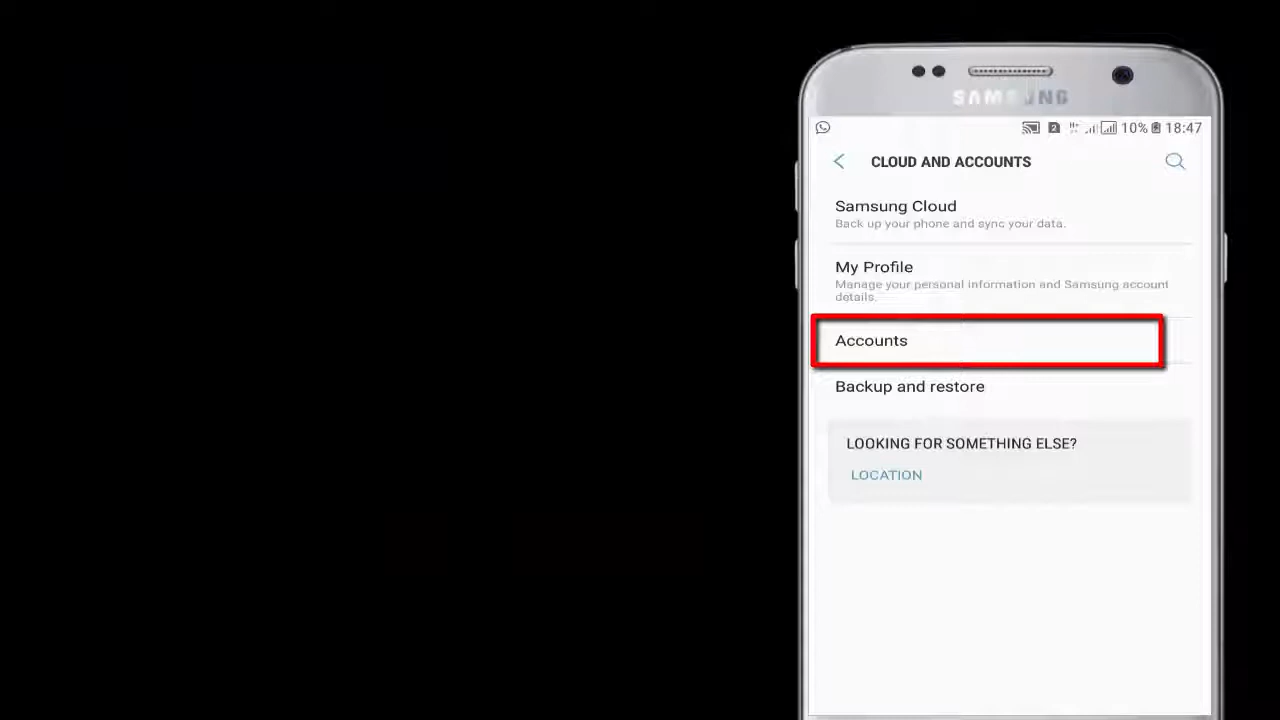 SAMSUNG
2 H+ 10% 18:47
CLOUD AND ACCOUNTS
Samsung Cloud
Back up your phone and sync your data.
My Profile
Manage your personal information and Samsung account
details.
Accounts
Backup and restore
LOOKING FOR SOMETHING ELSE?
LOCATION